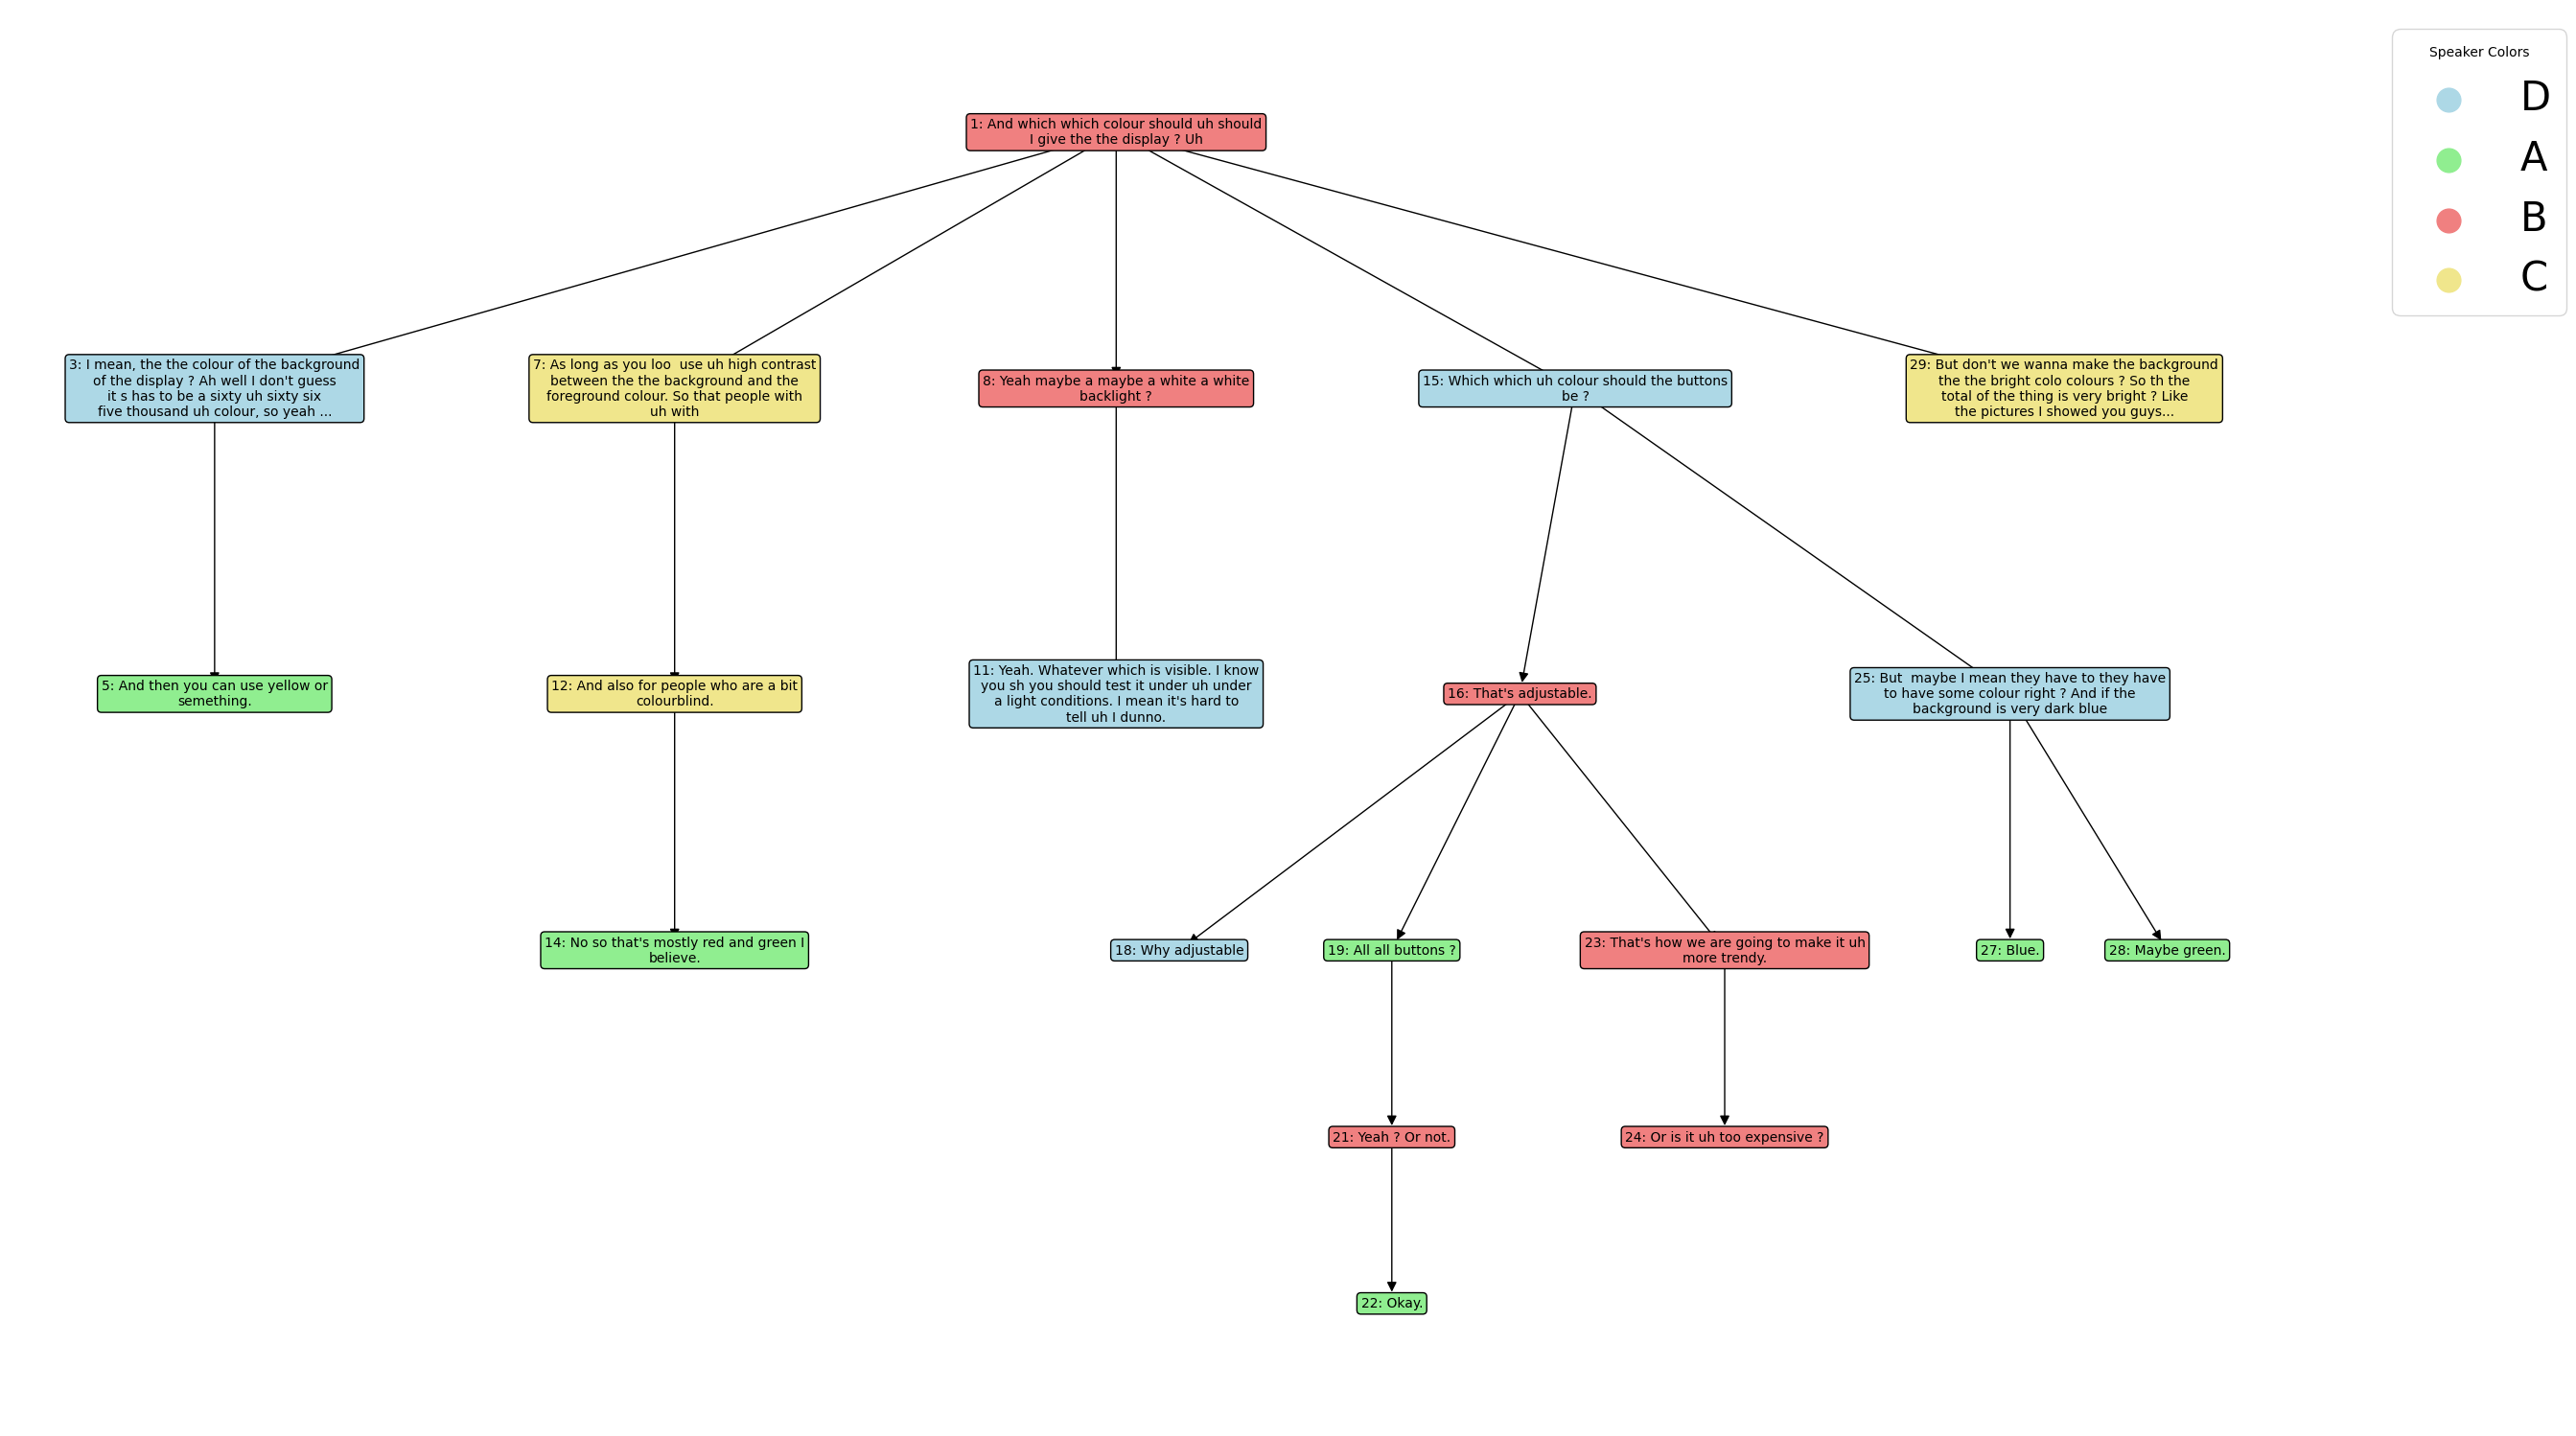 Speaker Colors
D
A
B
C
1: And which which colour should uh should
I give the the display ? Uh
3: I mean, the the colour of the background
of the display ? Ah well I don't guess
it s has to be a sixty uh sixty six
five thousand uh colour, so yeah ...
7: As long as you loo  use uh high contrast
between the the background and the
foreground colour. So that people with
uh with
8: Yeah maybe a maybe a white a white
backlight ?
15: Which which uh colour should the buttons
be ?
29: But don't we wanna make the background
the the bright colo colours ? So th the
total of the thing is very bright ? Like
the pictures I showed you guys...
5: And then you can use yellow or
semething.
12: And also for people who are a bit
colourblind.
11: Yeah. Whatever which is visible. I know
you sh you should test it under uh under
a light conditions. I mean it's hard to
tell uh I dunno.
16: That's adjustable.
25: But  maybe I mean they have to they have
to have some colour right ? And if the
background is very dark blue
14: No so that's mostly red and green I
believe.
18: Why adjustable
19: All all buttons ?
23: That's how we are going to make it uh
more trendy.
27: Blue.
28: Maybe green.
21: Yeah ? Or not.
24: Or is it uh too expensive ?
22: Okay.